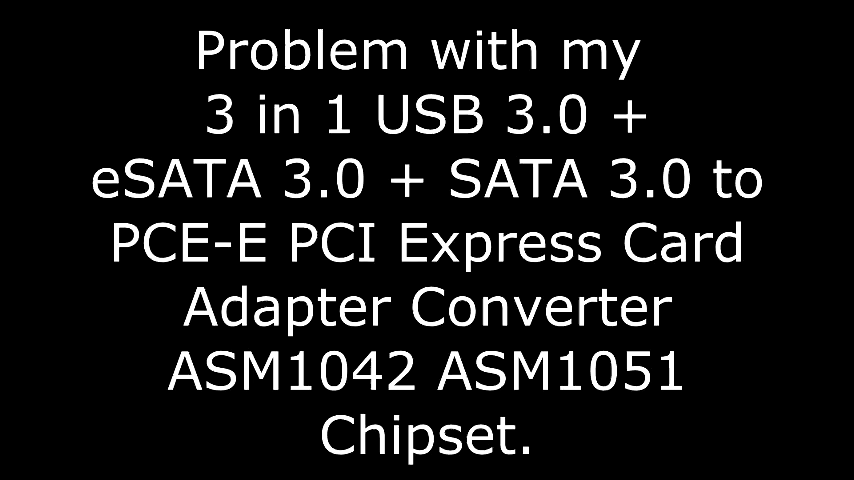 Problem with my
3 in 1 USB 3.0 +
eSATA 3.0 + SATA 3.0 to
PCE-E PCI Express Card
Adapter Converter
ASM1042 ASM1051
Chipset.